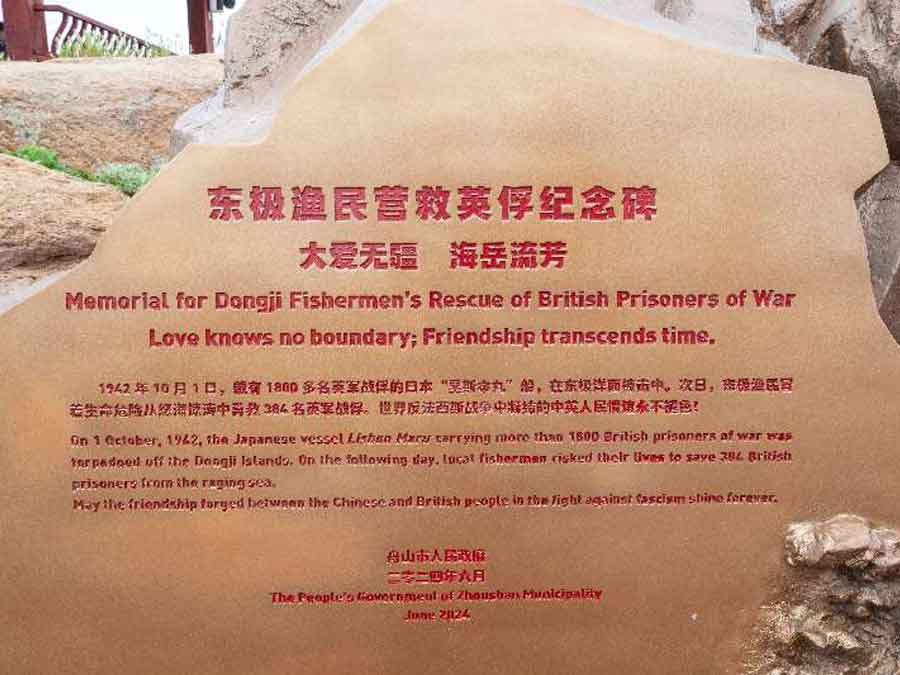 东极渔民营救英俘纪念碑
大爱无疆 海岳流芳
Memorial for Dongji Fishermen's Rescue of British Prisoners of War
Love knows no boundary; Friendship transcends time.
1942年10月1日，载有1800多名英军战俘的日本“里斯本丸”船，在东极洋面被击中。次日，东极渔民冒
着生命危险从怒涛惊涛中营救384名英军战俘。世界反法西斯战争中凝结的中英人民情谊永不褪色！
On 1 October, 1942, the Japanese vessel Lisbon Maru carrying more than 1800 British prisoners of war was
torpedoed off the Dongji Islands. On the following day, local fishermen risked their lives to save 384 British
prisoners from the raging sea.
May the friendship forged between the Chinese and British people in the fight against fascism shine forever.
舟山市人民政府
二零二四年六月
The People's Government of Zhoushan Municipality
June 2024